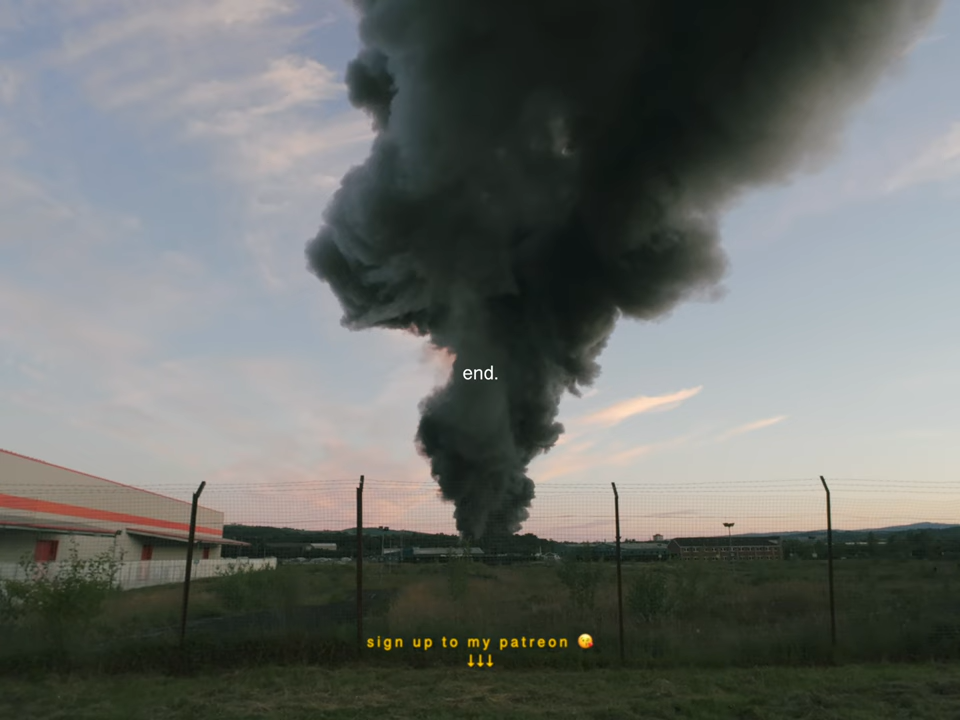 end.
sign up to my patreon 😘
↓↓↓